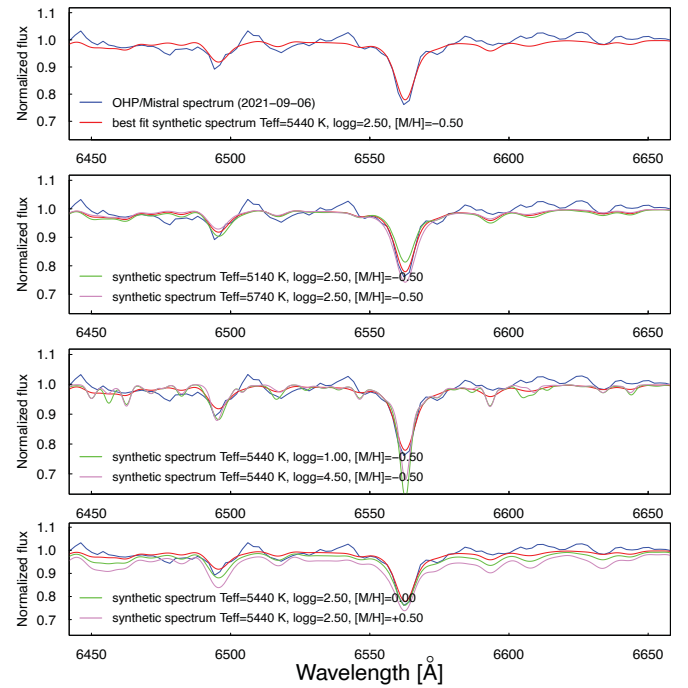 1.1
1.0
0.9
0.8
0.7
Normalized flux
OHP/Mistral spectrum (2021-09-06)
best fit synthetic spectrum Teff=5440 K, logg=2.50, [M/H]=-0.50
6450 6500 6550 6600 6650
1.1
1.0
0.9
0.8
0.7
Normalized flux
synthetic spectrum Teff=5140 K, logg=2.50, [M/H]=-0.50
synthetic spectrum Teff=5740 K, logg=2.50, [M/H]=-0.50
6450 6500 6550 6600 6650
1.1
1.0
0.9
0.8
0.7
Normalized flux
synthetic spectrum Teff=5440 K, logg=1.00, [M/H]=-0.50
synthetic spectrum Teff=5440 K, logg=4.50, [M/H]=-0.50
6450 6500 6550 6600 6650
1.1
1.0
0.9
0.8
0.7
Normalized flux
synthetic spectrum Teff=5440 K, logg=2.50, [M/H]=0.00
synthetic spectrum Teff=5440 K, logg=2.50, [M/H]=+0.50
6450 6500 6550 6600 6650
Wavelength [Å]